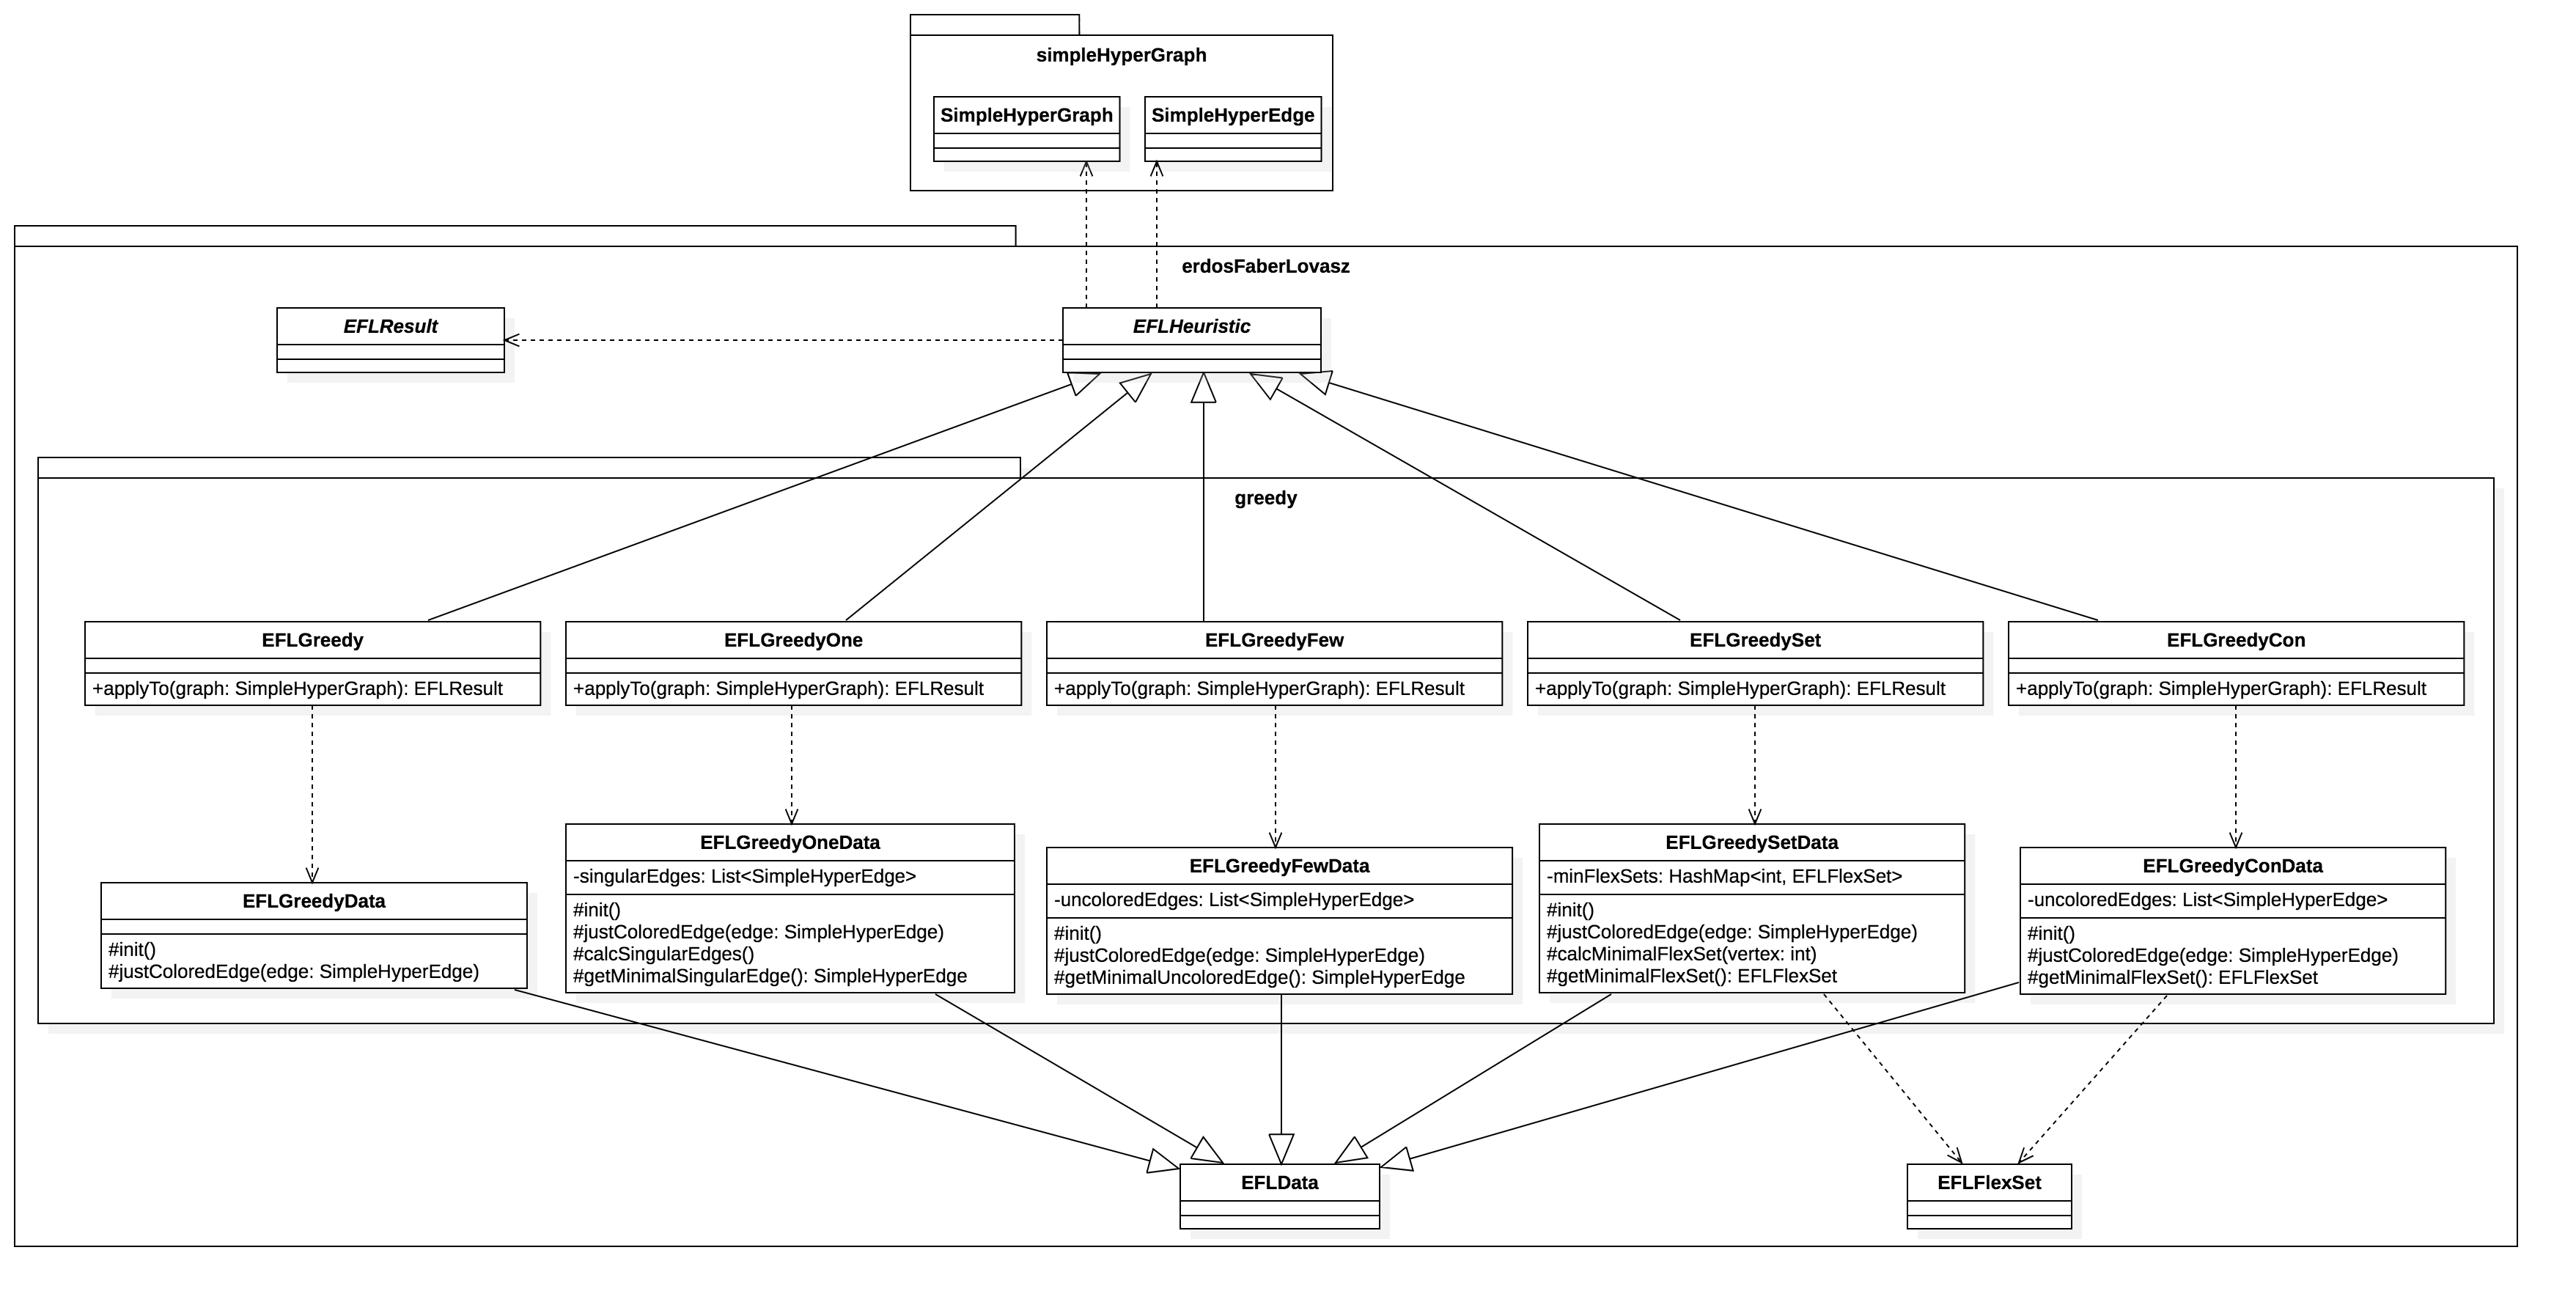 simpleHyperGraph
SimpleHyperGraph
SimpleHyperEdge
erdosFaberLovasz
EFLResult
EFLHeuristic
greedy
EFLGreedy
+applyTo(graph: SimpleHyperGraph): EFLResult
EFLGreedyOne
+applyTo(graph: SimpleHyperGraph): EFLResult
EFLGreedyFew
+applyTo(graph: SimpleHyperGraph): EFLResult
EFLGreedySet
+applyTo(graph: SimpleHyperGraph): EFLResult
EFLGreedyCon
+applyTo(graph: SimpleHyperGraph): EFLResult
EFLGreedyData
#init()
#justColoredEdge(edge: SimpleHyperEdge)
EFLGreedyOneData
-singularEdges: List<SimpleHyperEdge>
#init()
#justColoredEdge(edge: SimpleHyperEdge)
#calcSingularEdges()
#getMinimalSingularEdge(): SimpleHyperEdge
EFLGreedyFewData
-uncoloredEdges: List<SimpleHyperEdge>
#init()
#justColoredEdge(edge: SimpleHyperEdge)
#getMinimalUncoloredEdge(): SimpleHyperEdge
EFLGreedySetData
-minFlexSets: HashMap<int, EFLFlexSet>
#init()
#justColoredEdge(edge: SimpleHyperEdge)
#calcMinimalFlexSet(vertex: int)
#getMinimalFlexSet(): EFLFlexSet
EFLGreedyConData
-uncoloredEdges: List<SimpleHyperEdge>
#init()
#justColoredEdge(edge: SimpleHyperEdge)
#getMinimalFlexSet(): EFLFlexSet
EFLData
EFLFlexSet